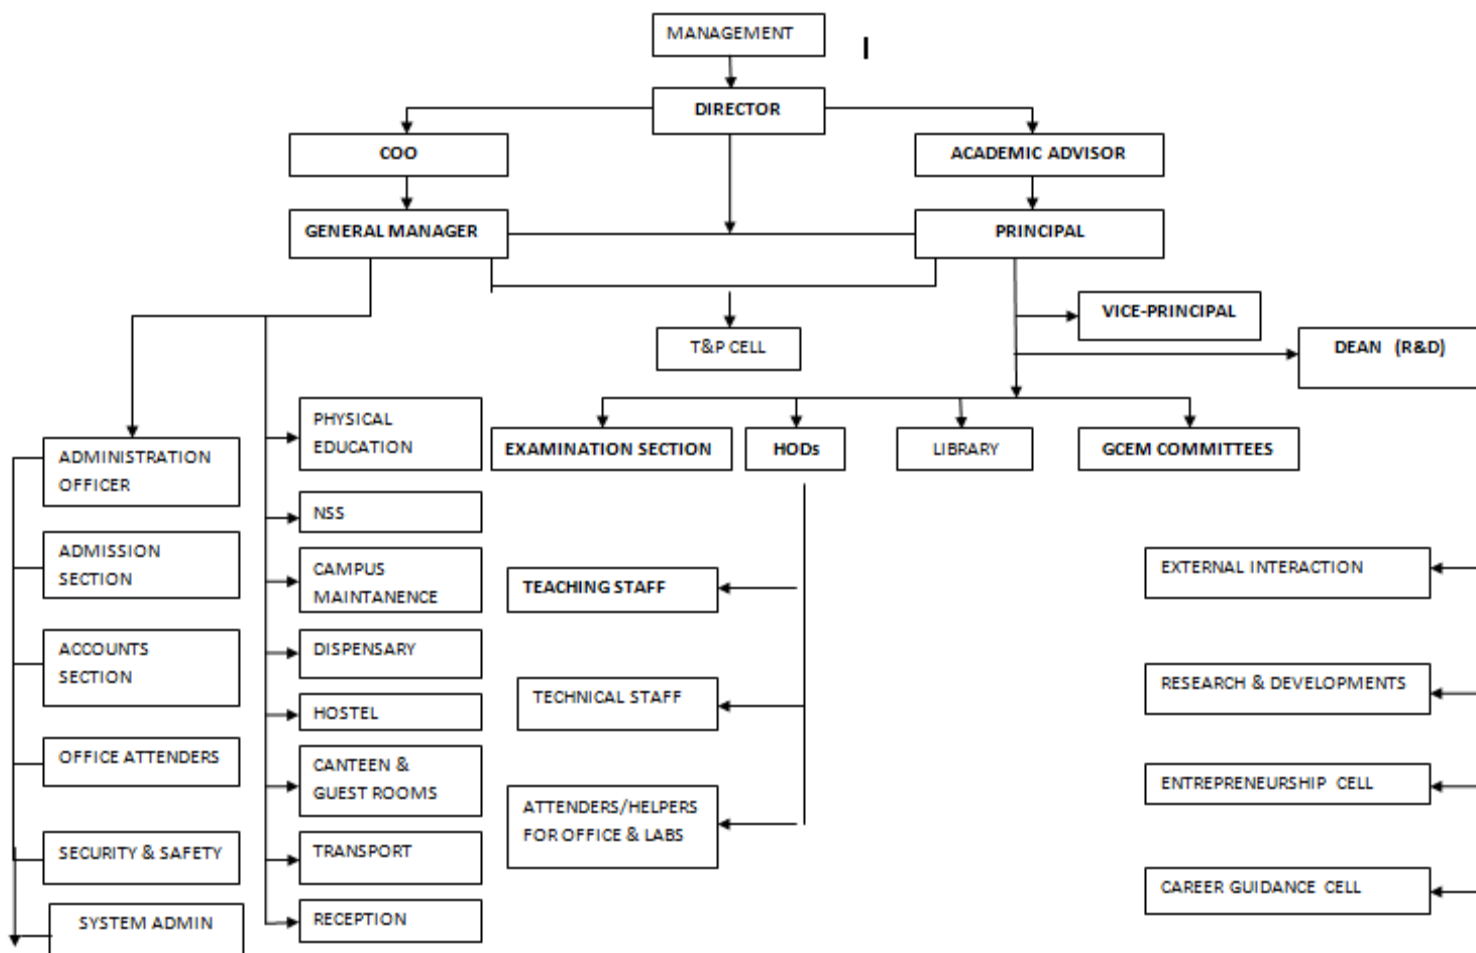 MANAGEMENT
I
DIRECTOR
COO
ACADEMIC ADVISOR
GENERAL MANAGER
PRINCIPAL
VICE-PRINCIPAL
T&P CELL
DEAN (R&D)
PHYSICAL
EDUCATION
EXAMINATION SECTION
HODs
LIBRARY
GCEM COMMITTEES
ADMINISTRATION
OFFICER
NSS
ADMISSION
SECTION
CAMPUS
MAINTANENCE
EXTERNAL INTERACTION
TEACHING STAFF
ACCOUNTS
SECTION
DISPENSARY
RESEARCH & DEVELOPMENTS
TECHNICAL STAFF
HOSTEL
OFFICE ATTENDERS
CANTEEN &
GUEST ROOMS
ENTREPRENEURSHIP CELL
ATTENDERS/HELPERS
FOR OFFICE & LABS
SECURITY & SAFETY
TRANSPORT
CAREER GUIDANCE CELL
SYSTEM ADMIN
RECEPTION